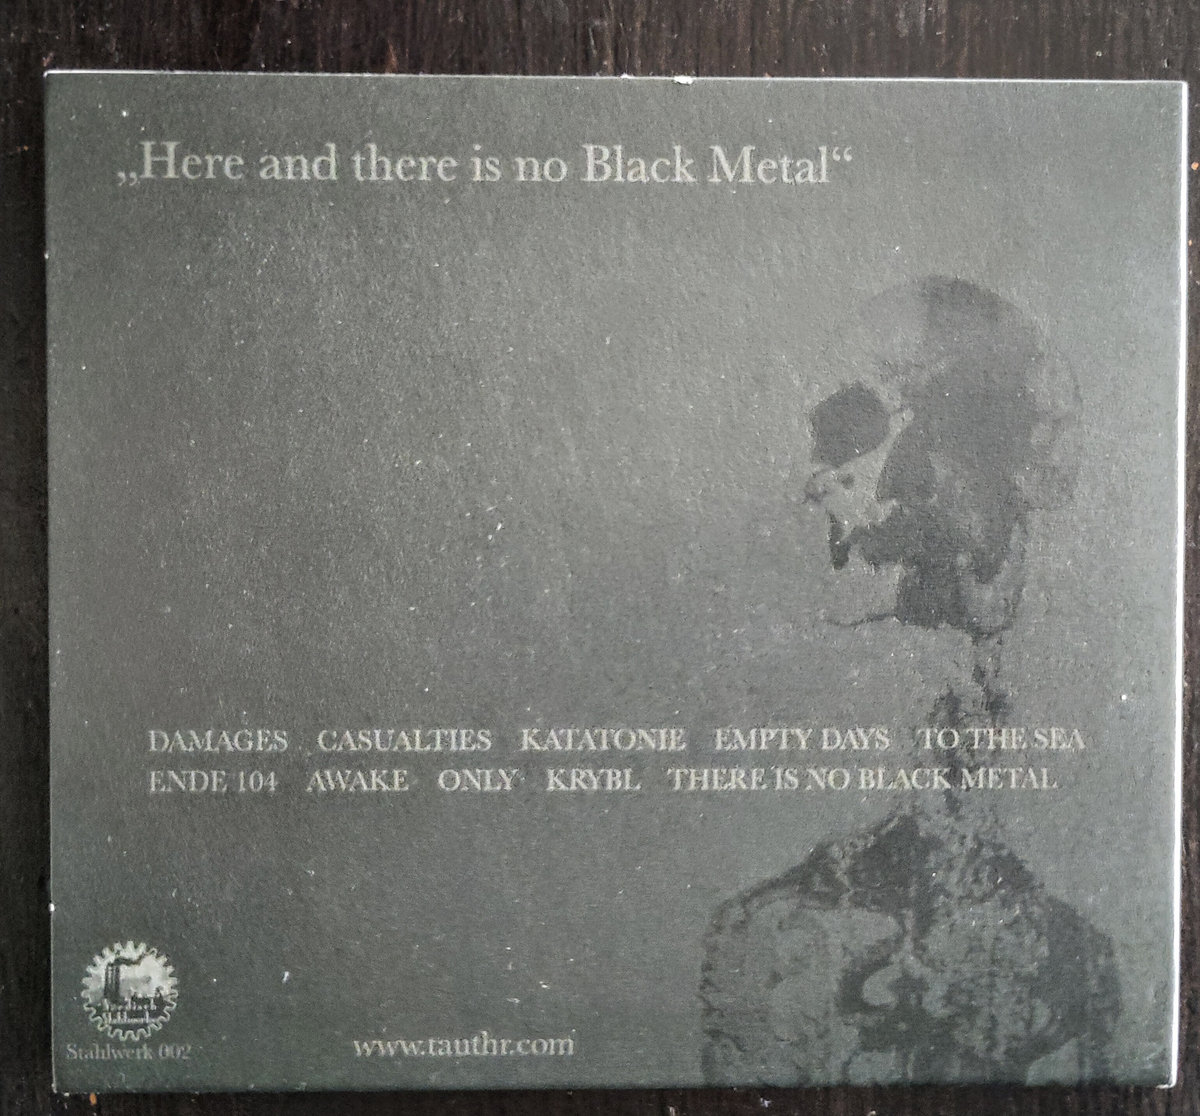 „Here and there is no Black Metal“
DAMAGES CASUALTIES KATATONIE EMPTY DAYS TO THE SEA
ENDE 104 AWAKE ONLY KRYBL THERE IS NO BLACK METAL
Stahlwerk 002
www.tauthr.com